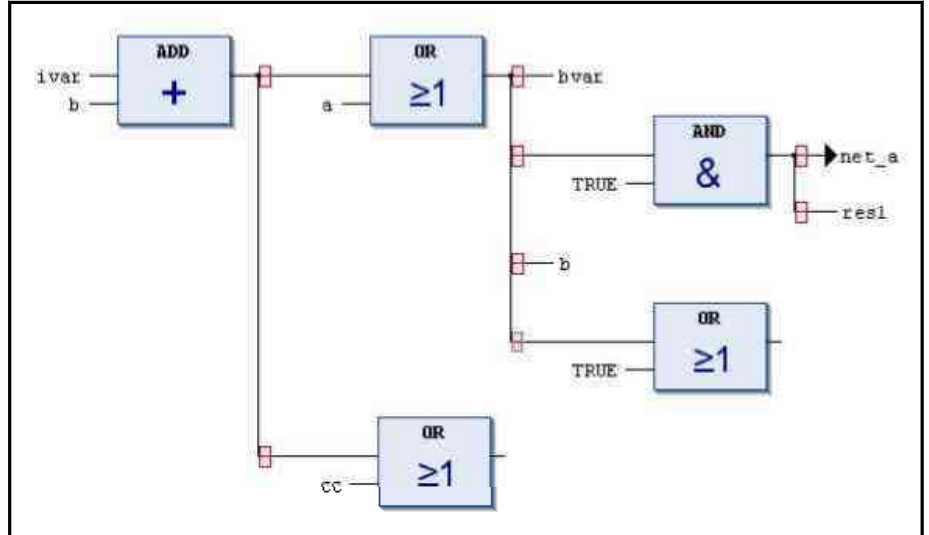 ADD
ivar
+
b
OR
≥1
a
bvar
AND
&
TRUE
net_a
res1
b
OR
≥1
TRUE
OR
≥1
cc